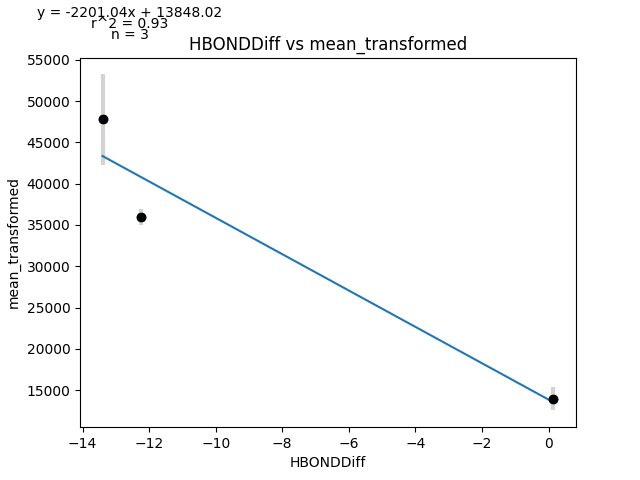 y = -2201.04x + 13848.02
r^2 = 0.93
n = 3
HBONDDiff vs mean_transformed
55000
50000
45000
40000
35000
30000
25000
20000
15000
mean_transformed
−14 −12 −10 −8 −6 −4 −2 0
HBONDDiff